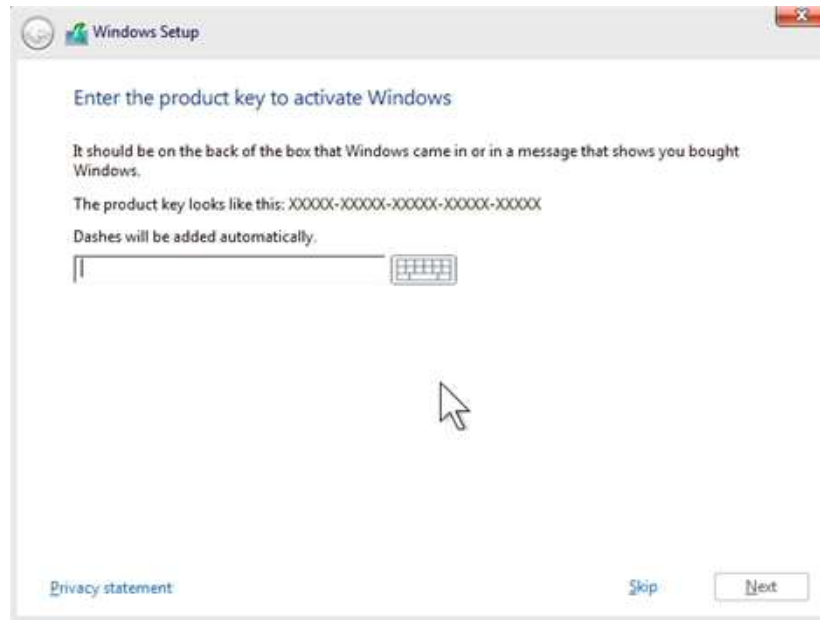 Windows Setup
Enter the product key to activate Windows
It should be on the back of the box that Windows came in or in a message that shows you bought
Windows.
The product key looks like this: XXXXX-XXXXX-XXXXX-XXXXX-XXXXX
Dashes will be added automatically.
Privacy statement
Skip
Next